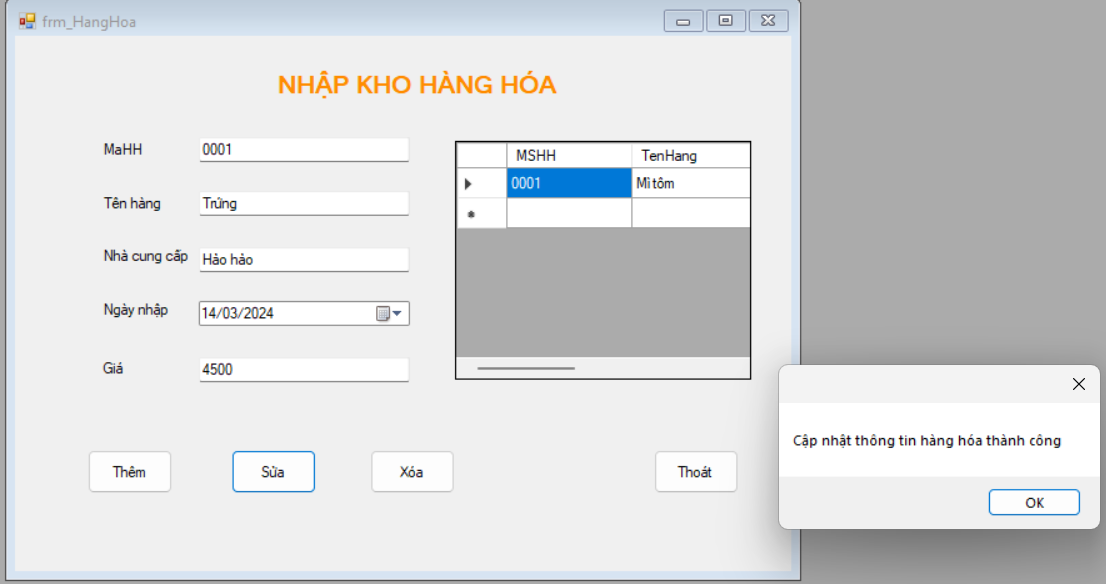 frm_HangHoa
NHẬP KHO HÀNG HÓA
MaHH 0001
Tên hàng Trứng
Nhà cung cấp Hảo hảo
Ngày nhập 14/03/2024
Giá 4500
MSHH TenHang
0001 Mì tôm
Thêm Sửa Xóa Thoát
Cập nhật thông tin hàng hóa thành công
OK